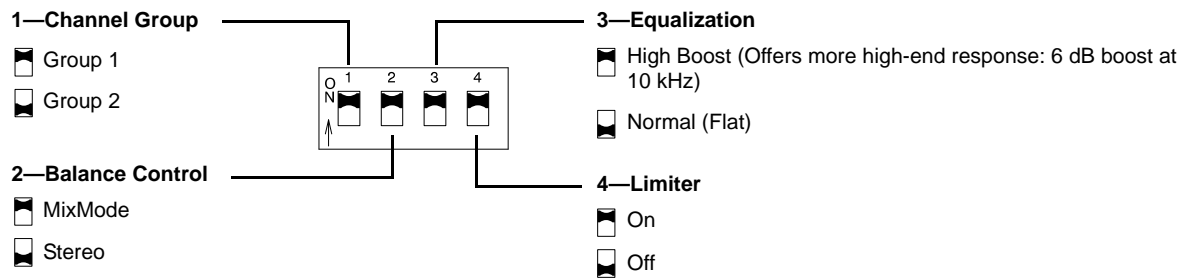 1—Channel Group
Group 1
Group 2
2—Balance Control
MixMode
Stereo
ON
1 2 3 4
3—Equalization
High Boost (Offers more high-end response: 6 dB boost at
10 kHz)
Normal (Flat)
4—Limiter
On
Off